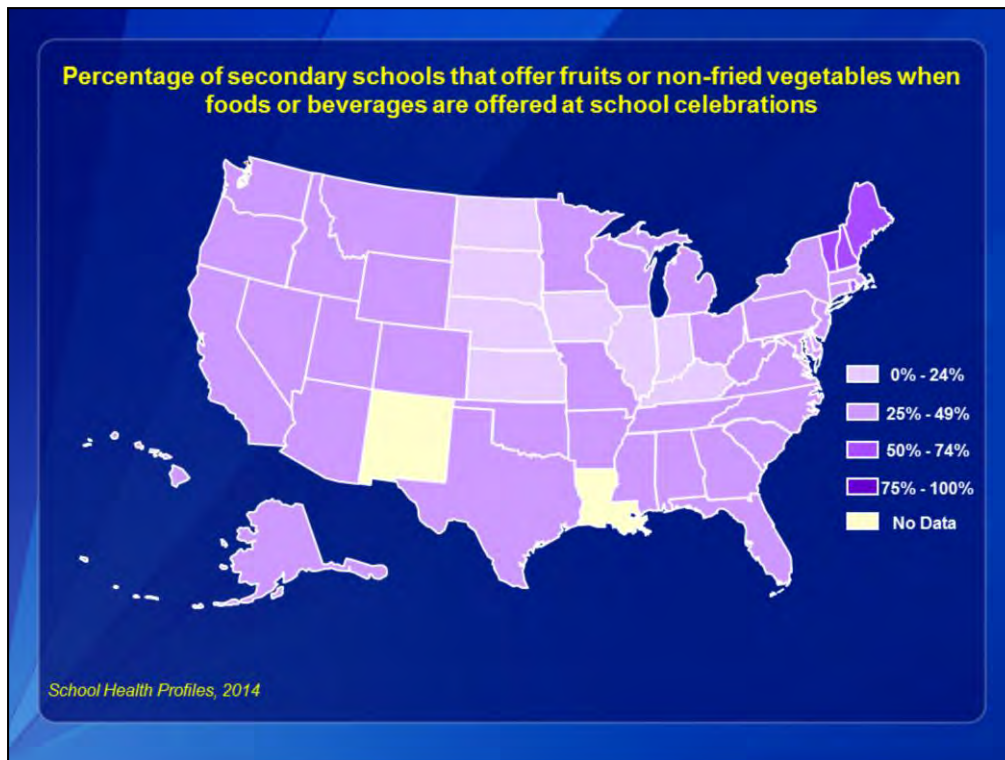 Percentage of secondary schools that offer fruits or non-fried vegetables when
foods or beverages are offered at school celebrations
0% - 24%
25% - 49%
50% - 74%
75% - 100%
No Data
School Health Profiles, 2014